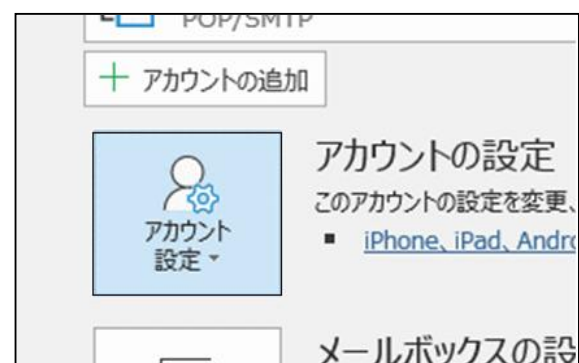 POP/SMTP
アカウントの追加
アカウント
設定
アカウントの設定
このアカウントの設定を変更、
iPhone、iPad、Andro
メールボックスの設